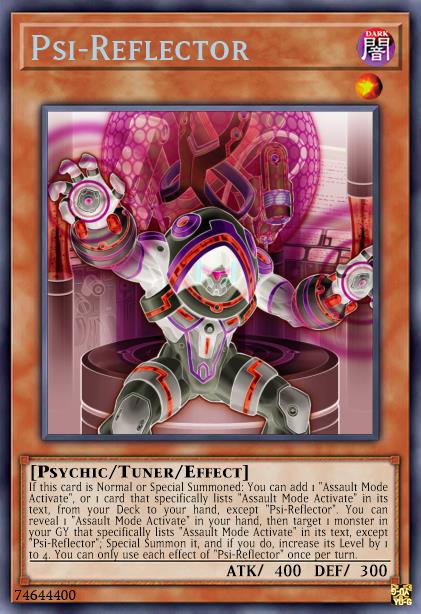 PSI-REFLECTOR
DARK
闇
[PSYCHIC/TUNER/EFFECT]
If this card is Normal or Special Summoned: You can add 1 "Assault Mode
Activate", or 1 card that specifically lists "Assault Mode Activate" in its
text, from your Deck to your hand, except "Psi-Reflector". You can
reveal 1 "Assault Mode Activate" in your hand, then target 1 monster in
your GY that specifically lists "Assault Mode Activate" in its text, except
"Psi-Reflector"; Special Summon it, and if you do, increase its Level by 1
to 4. You can only use each effect of "Psi-Reflector" once per turn.
ATK/ 400 DEF/ 300
74644400